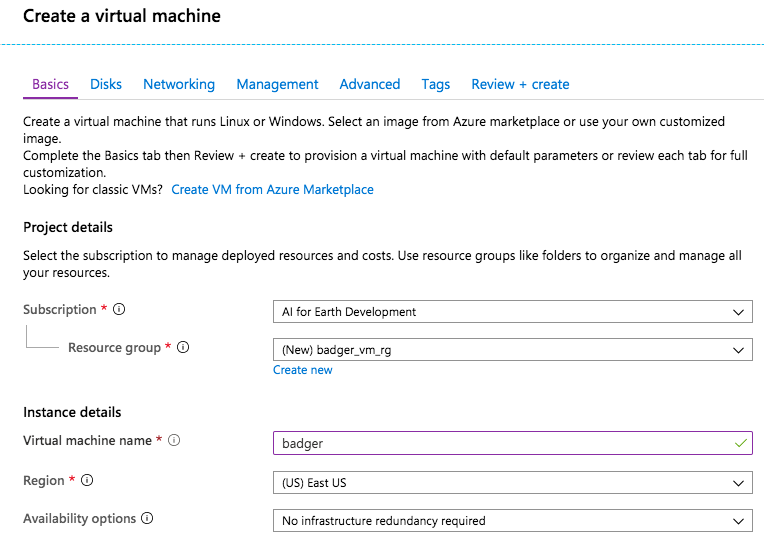 Create a virtual machine
Basics Disks Networking Management Advanced Tags Review + create
Create a virtual machine that runs Linux or Windows. Select an image from Azure marketplace or use your own customized
image.
Complete the Basics tab then Review + create to provision a virtual machine with default parameters or review each tab for full
customization.
Looking for classic VMs? Create VM from Azure Marketplace
Project details
Select the subscription to manage deployed resources and costs. Use resource groups like folders to organize and manage all
your resources.
Subscription * AI for Earth Development
Resource group * (New) badger_vm_rg
Create new
Instance details
Virtual machine name * badger
Region * (US) East US
Availability options No infrastructure redundancy required